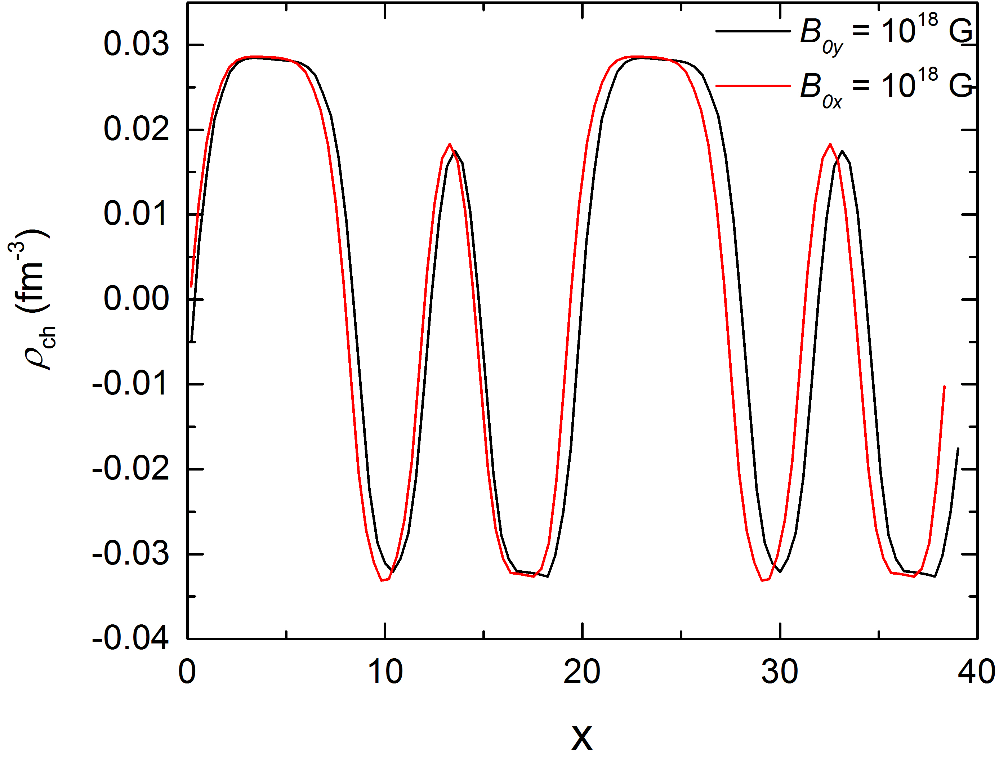 B0y = 10^18 G
B0x = 10^18 G
0.03
0.02
0.01
0.00
-0.01
-0.02
-0.03
-0.04
ρch (fm^-3)
0 10 20 30 40
x